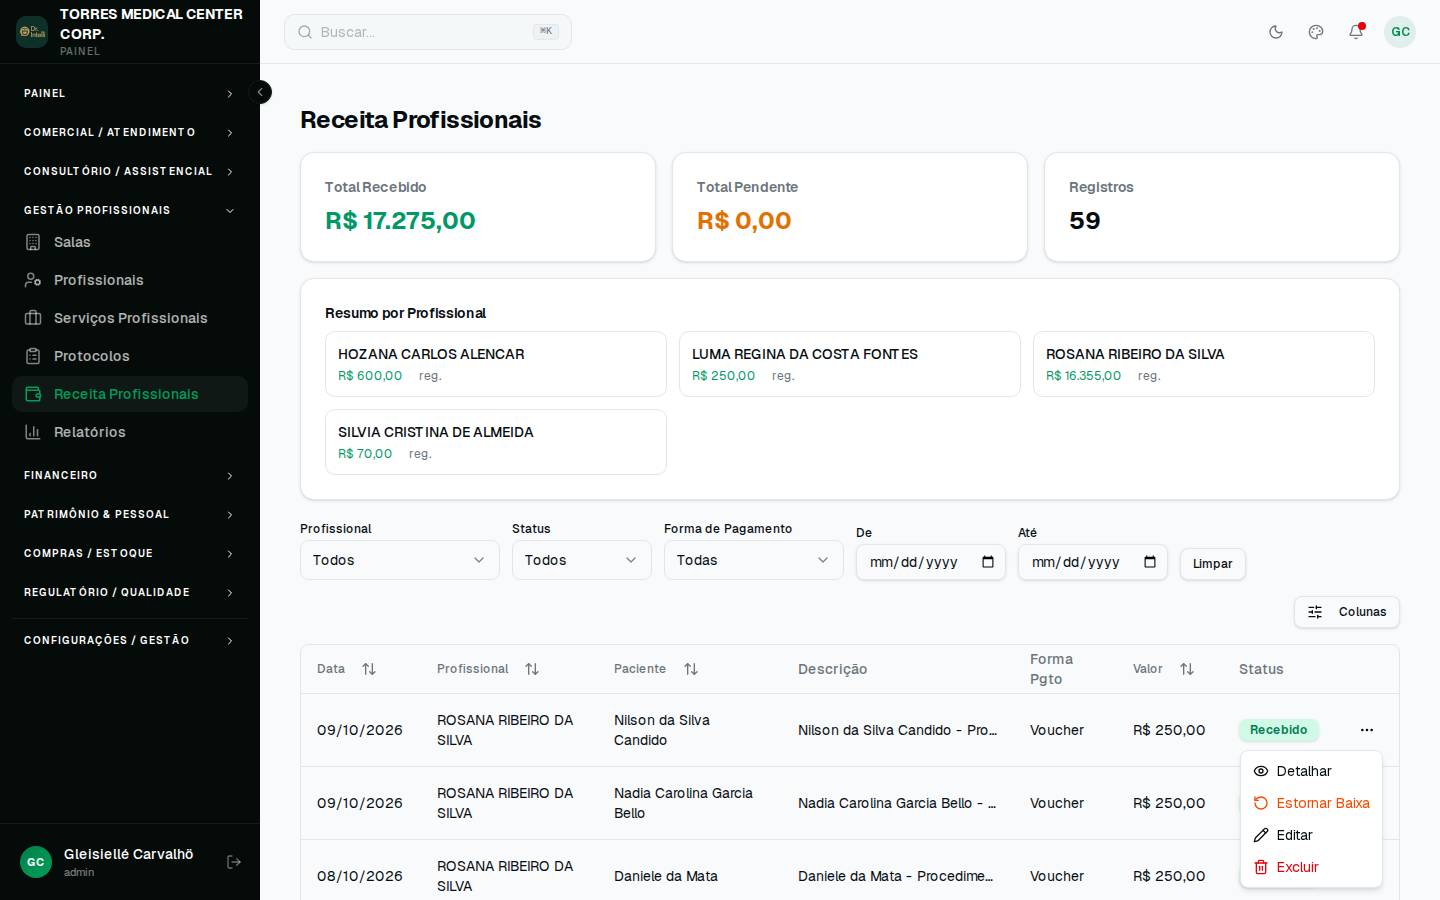 TORRES MEDICAL CENTER
CORP.
PAINEL
Dr.
Intelli
Buscar...
⌘K
GC
PAINEL
COMERCIAL / ATENDIMENTO
CONSULTÓRIO / ASSISTENCIAL
GESTÃO PROFISSIONAIS
Salas
Profissionais
Serviços Profissionais
Protocolos
Receita Profissionais
Relatórios
FINANCEIRO
PATRIMÔNIO & PESSOAL
COMPRAS / ESTOQUE
REGULATÓRIO / QUALIDADE
CONFIGURAÇÕES / GESTÃO
GC
Gleisiellé Carvalhö
admin
Receita Profissionais
Total Recebido
R$ 17.275,00
Total Pendente
R$ 0,00
Registros
59
Resumo por Profissional
HOZANA CARLOS ALENCAR
R$ 600,00 reg.
LUMA REGINA DA COSTA FONTES
R$ 250,00 reg.
ROSANA RIBEIRO DA SILVA
R$ 16.355,00 reg.
SILVIA CRISTINA DE ALMEIDA
R$ 70,00 reg.
Profissional
Todos
Status
Todos
Forma de Pagamento
Todas
De
mm/dd/yyyy
Até
mm/dd/yyyy
Limpar
Colunas
Data
Profissional
Paciente
Descrição
Forma
Pgto
Valor
Status
09/10/2026
ROSANA RIBEIRO DA
SILVA
Nilson da Silva
Candido
Nilson da Silva Candido - Pro...
Voucher
R$ 250,00
Recebido
09/10/2026
ROSANA RIBEIRO DA
SILVA
Nadia Carolina Garcia
Bello
Nadia Carolina Garcia Bello - ...
Voucher
R$ 250,00
08/10/2026
ROSANA RIBEIRO DA
SILVA
Daniele da Mata
Daniele da Mata - Procedime...
Voucher
R$ 250,00
Detalhar
Estornar Baixa
Editar
Excluir